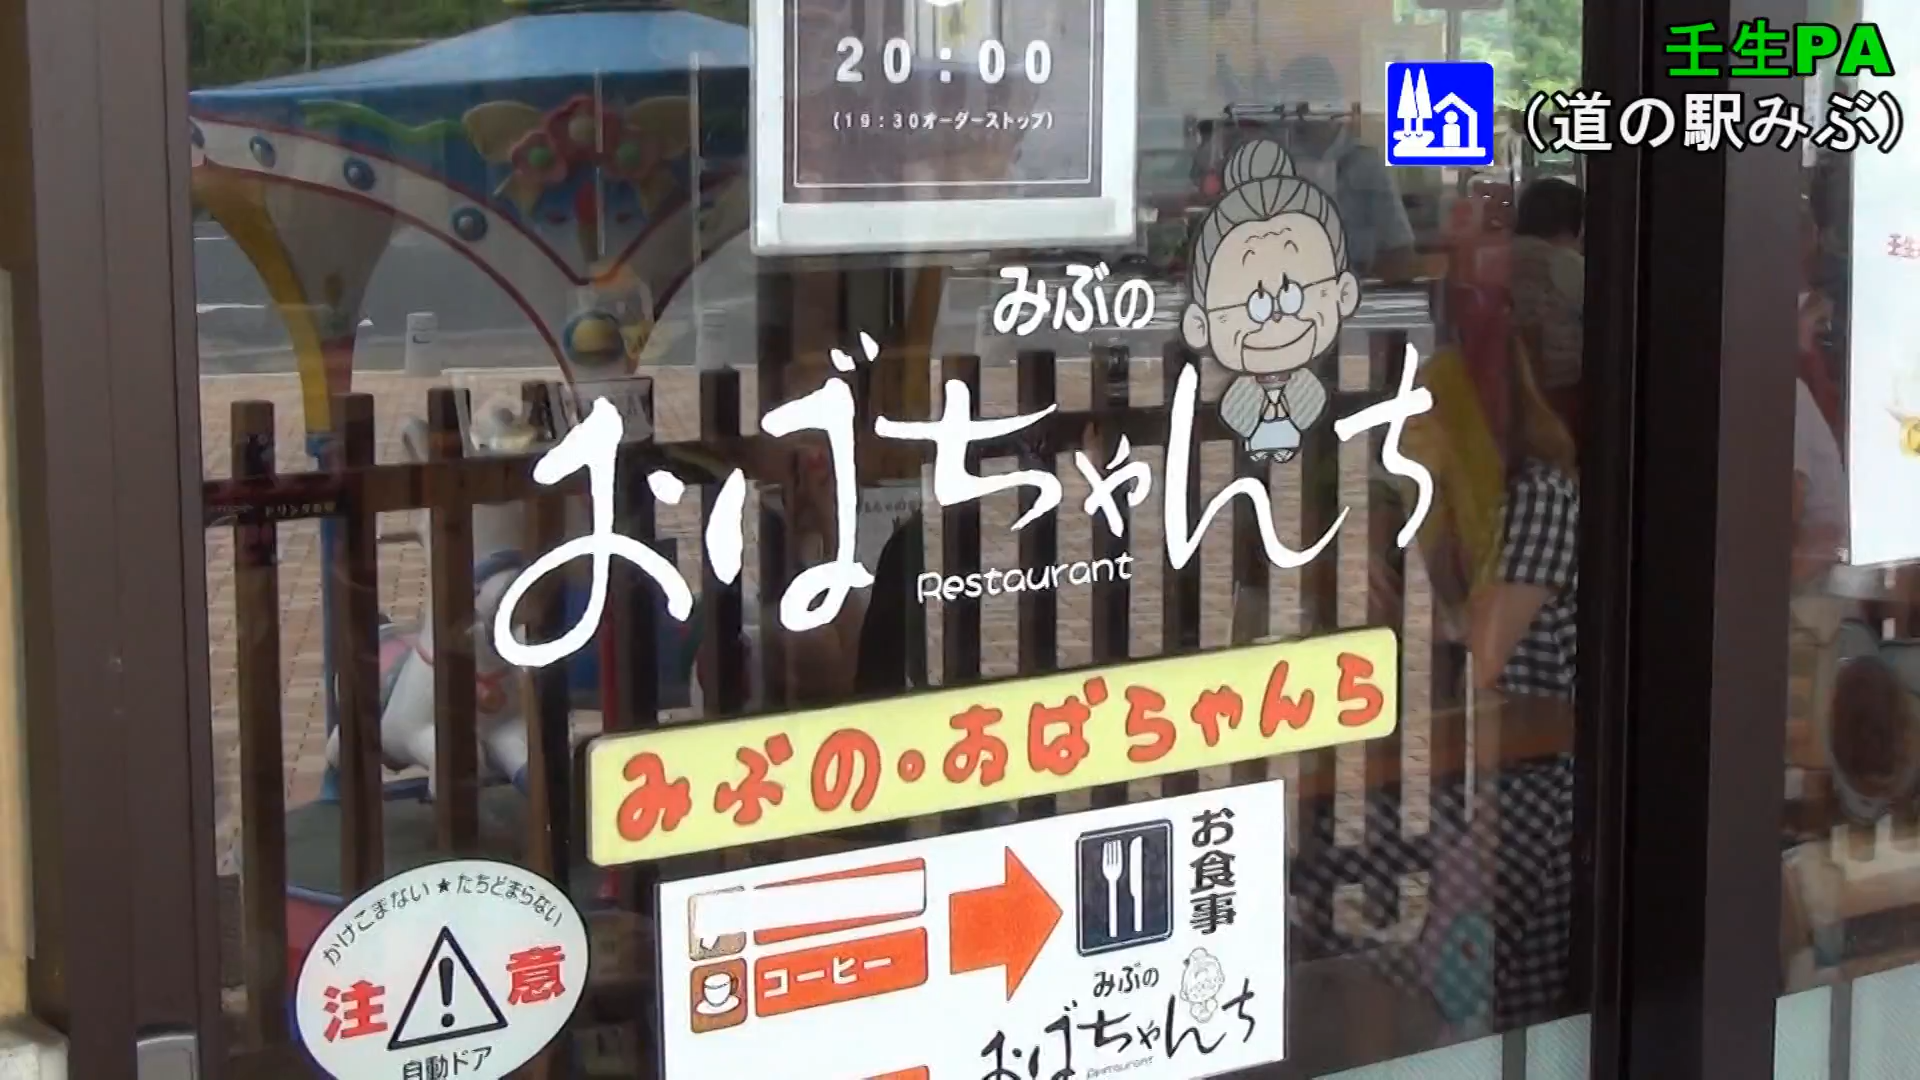 壬生PA
(道の駅みぶ)
20:00
(19:30オーダーストップ)
みぶの
おばちゃんち
Restaurant
みぶの・おばちゃんち
お食事
コーヒー
みぶの
おばちゃんち
Restaurant
かけこまない★たちどまらない
注意
自動ドア